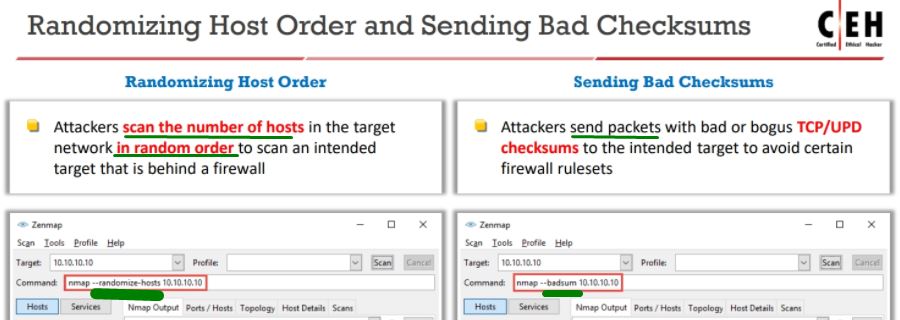 Randomizing Host Order and Sending Bad Checksums
C|EH
Certified Ethical Hacker
Randomizing Host Order
Attackers scan the number of hosts in the target
network in random order to scan an intended
target that is behind a firewall
Zenmap
Scan Tools Profile Help
Target: 10.10.10.10 Profile: Scan Cancel
Command: nmap --randomize-hosts 10.10.10.10
Hosts Services Nmap Output Ports / Hosts Topology Host Details Scans
Sending Bad Checksums
Attackers send packets with bad or bogus TCP/UPD
checksums to the intended target to avoid certain
firewall rulesets
Zenmap
Scan Tools Profile Help
Target: 10.10.10.10 Profile: Scan Cancel
Command: nmap --badsum 10.10.10.10
Hosts Services Nmap Output Ports / Hosts Topology Host Details Scans